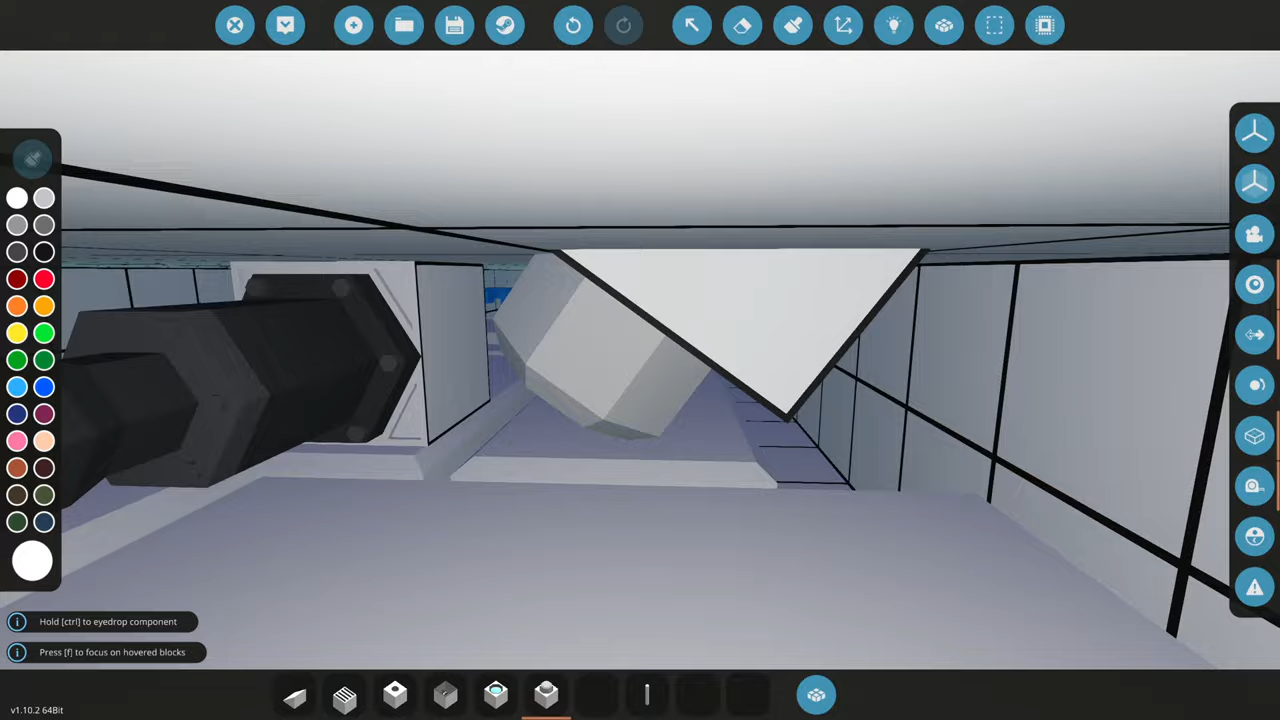 Hold [ctrl] to eyedrop component
Press [f] to focus on hovered blocks
v1.10.2 64Bit